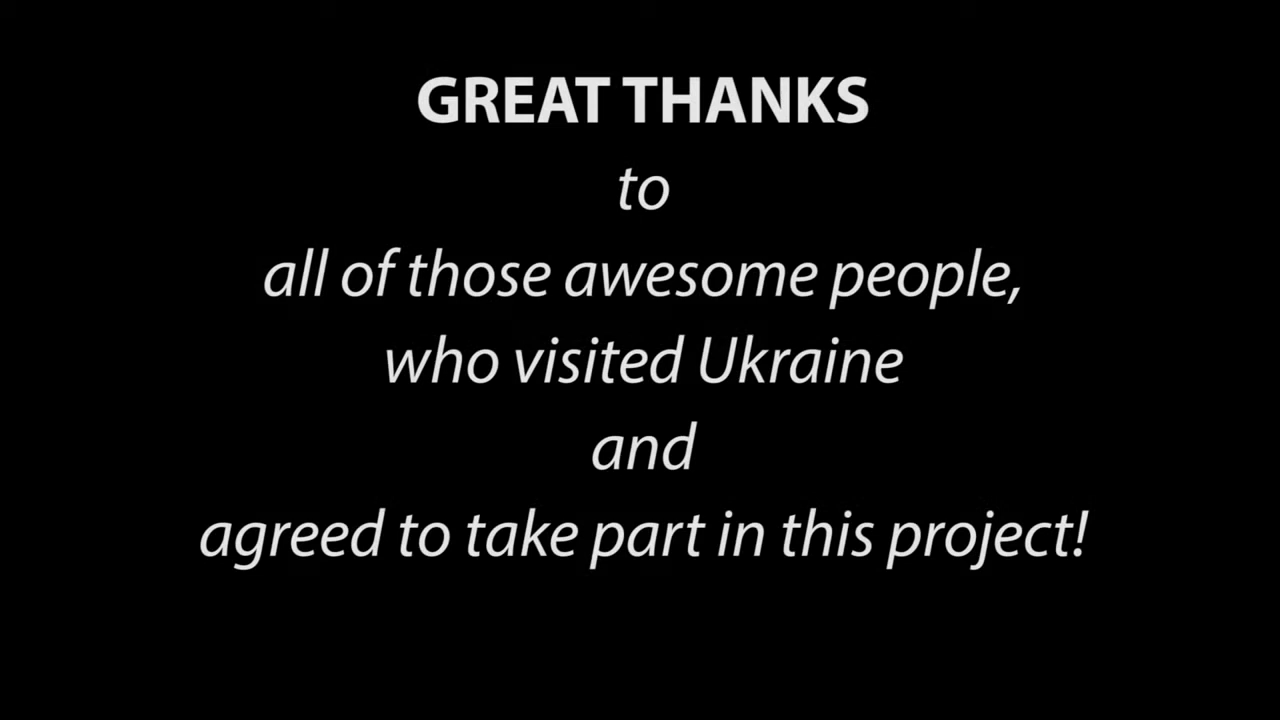 GREAT THANKS
to
all of those awesome people,
who visited Ukraine
and
agreed to take part in this project!